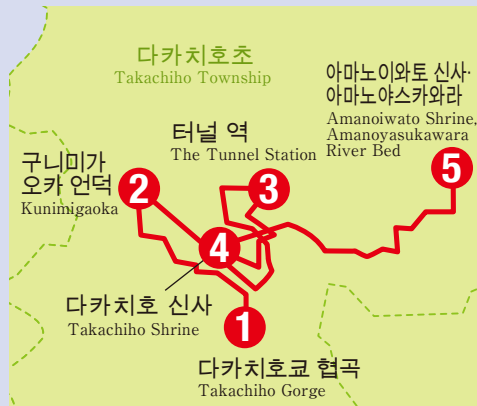 다카치호초
Takachiho Township
아마노이와토 신사·
아마노야스카와라
Amanoiwato Shrine,
Amanoyasukawara
River Bed
터널 역
The Tunnel Station
구니미가
오카 언덕
Kunimigaoka
2
3
5
4
다카치호 신사
Takachiho Shrine
1
다카치호쿄 협곡
Takachiho Gorge